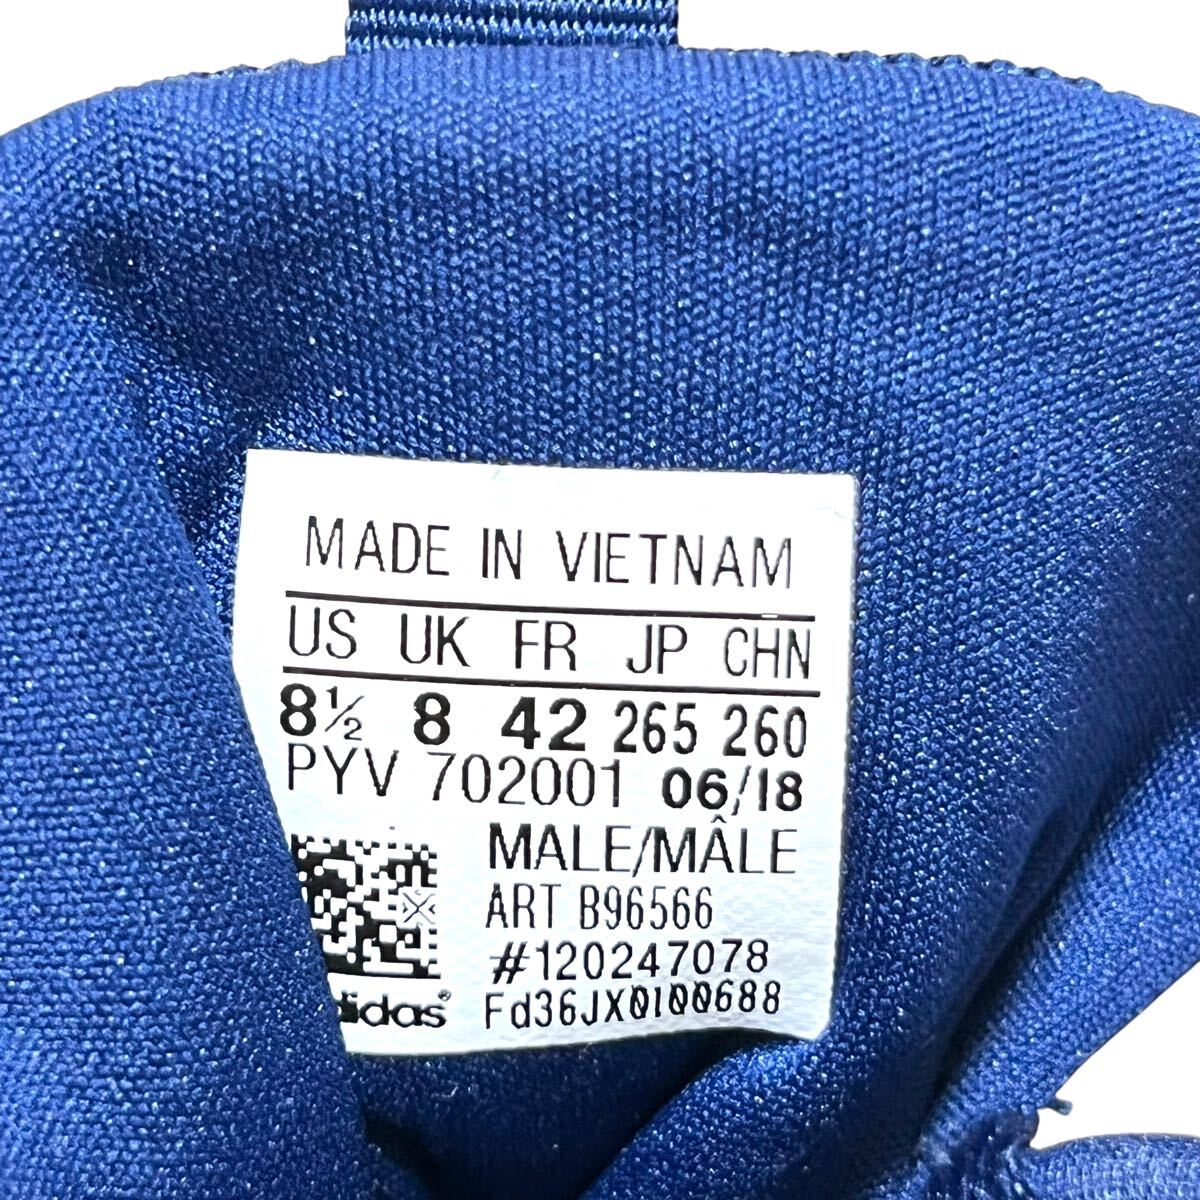 MADE IN VIETNAM
US UK FR JP CHN
8½ 8 42 265 260
PYV 702001 06/18
MALE/MÂLE
ART B96566
#120247078
Fd36JX0100688
adidas®